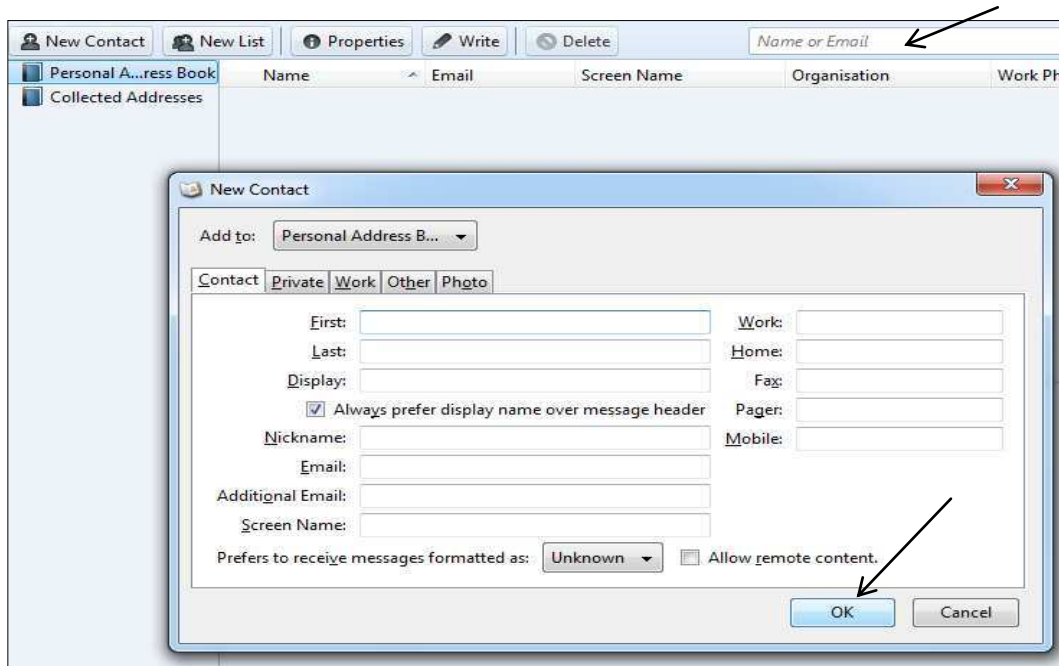 New Contact New List Properties Write Delete Name or Email
Personal A...ress Book Name Email Screen Name Organisation Work Ph
Collected Addresses
New Contact
Add to: Personal Address B...
Contact Private Work Other Photo
First: Work:
Last: Home:
Display: Fax:
Always prefer display name over message header Pager:
Nickname: Mobile:
Email:
Additional Email:
Screen Name:
Prefers to receive messages formatted as: Unknown Allow remote content.
OK Cancel